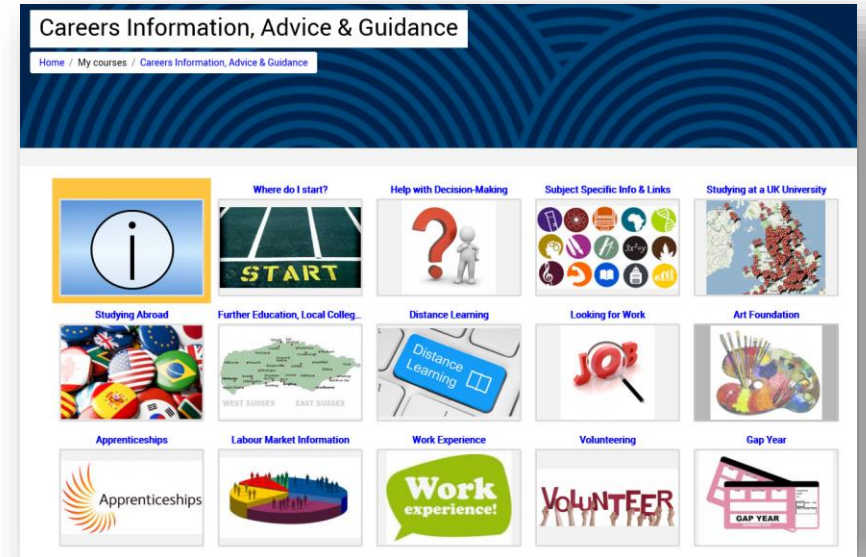 Careers Information, Advice & Guidance
Home / My courses / Careers Information, Advice & Guidance
i
Where do I start?
Help with Decision-Making
Subject Specific Info & Links
Studying at a UK University
START
3x²+y
Studying Abroad
Further Education, Local Colleg...
Distance Learning
Looking for Work
Art Foundation
WEST SUSSEX EAST SUSSEX
Distance
Learning
JOB
Apprenticeships
Labour Market Information
Work Experience
Volunteering
Gap Year
Apprenticeships
Work
experience!
VOLUNTEER
GAP YEAR